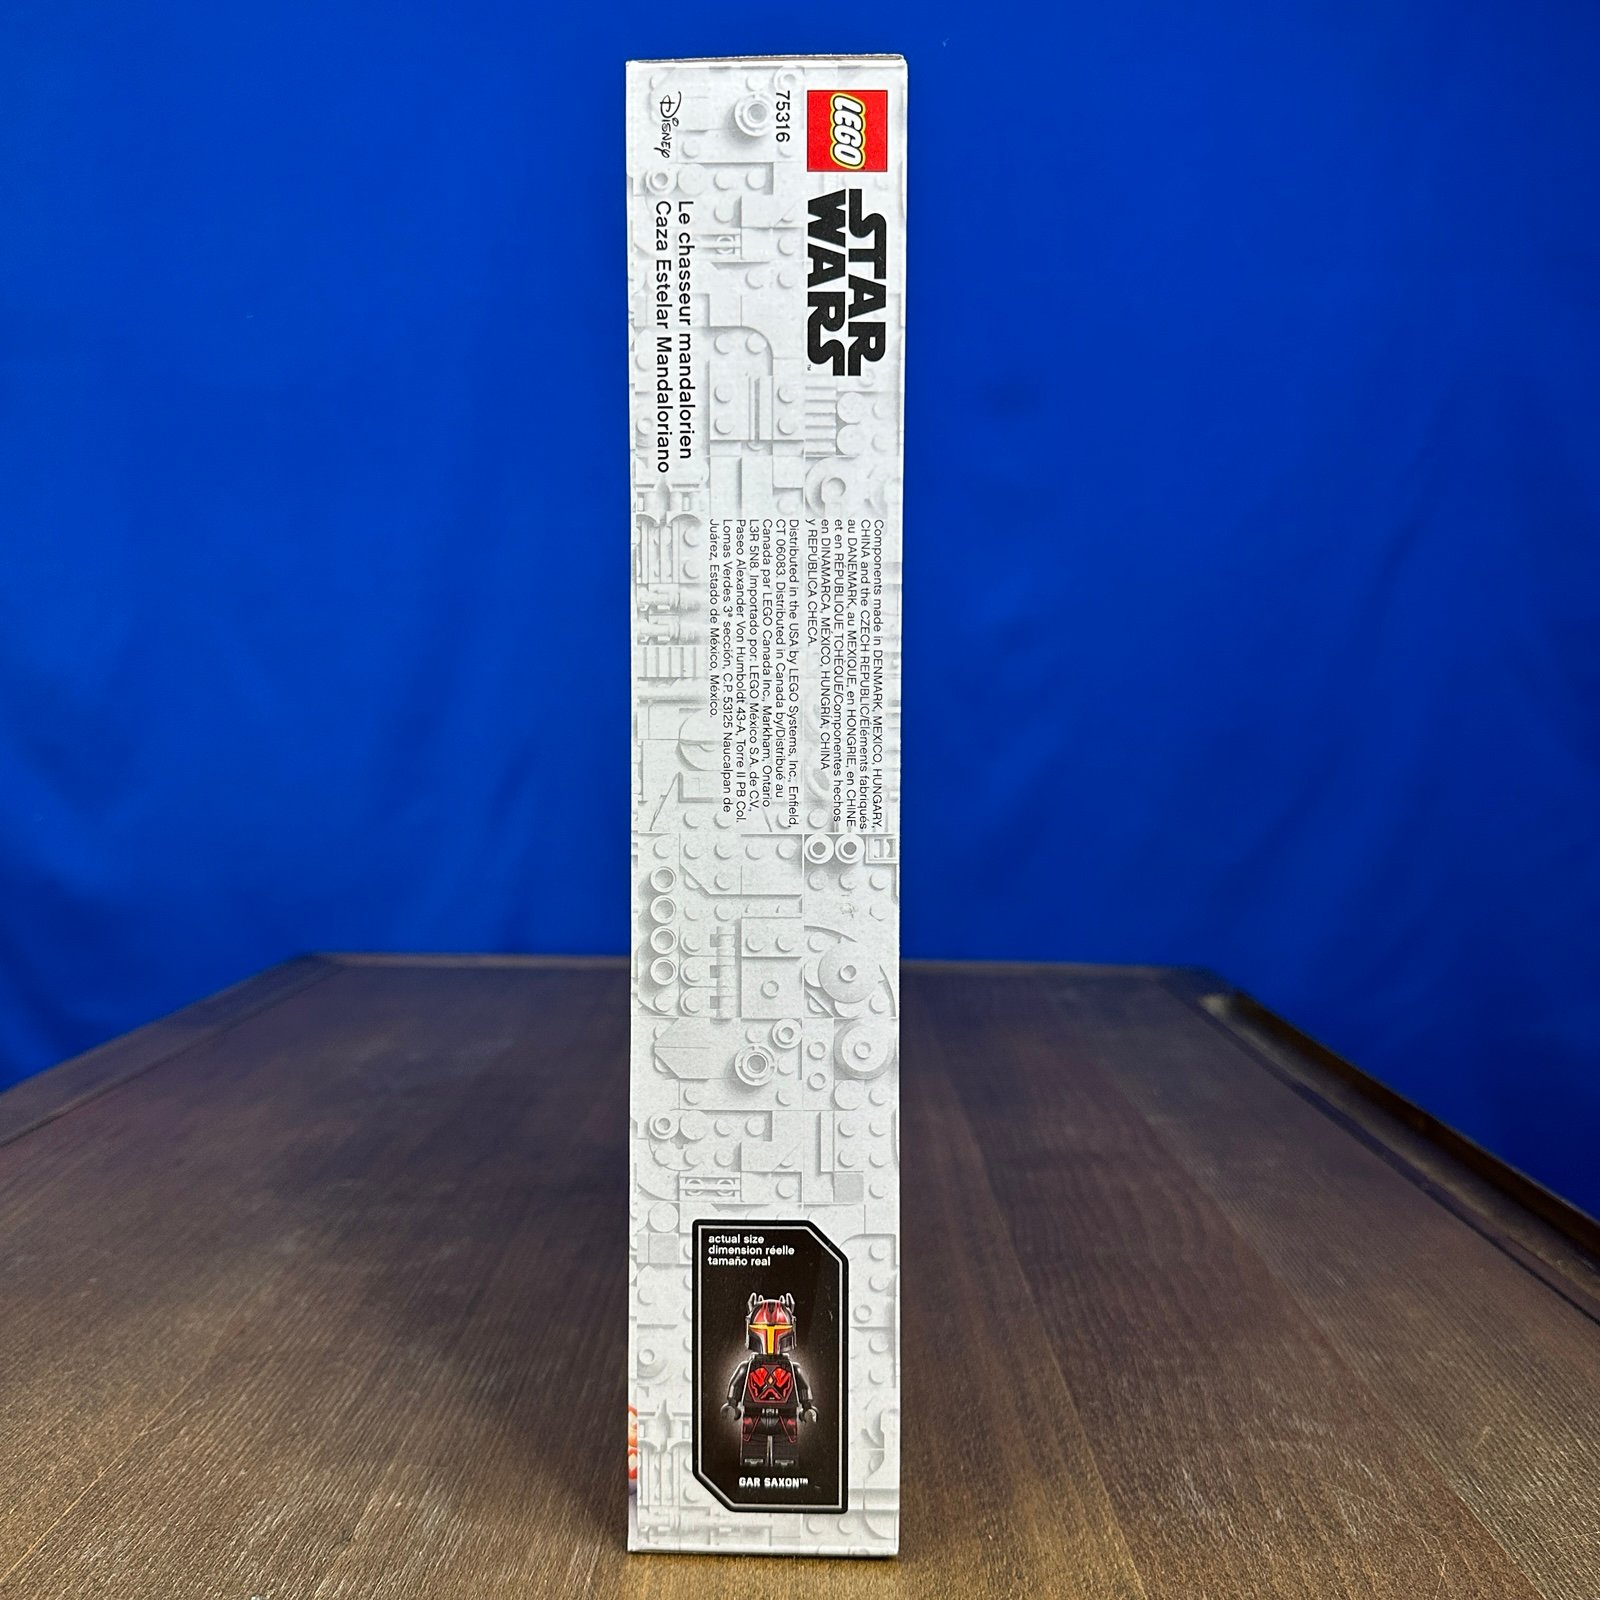 LEGO
STAR
WARS™
75316
Disney
Le chasseur mandalorien
Caza Estelar Mandaloriano
Components made in DENMARK, MEXICO, HUNGARY,
CHINA and the CZECH REPUBLIC/Éléments fabriqués
au DANEMARK, au MEXIQUE, en HONGRIE, en CHINE
et en RÉPUBLIQUE TCHÈQUE/Componentes hechos
en DINAMARCA, MÉXICO, HUNGRÍA, CHINA
y REPÚBLICA CHECA.
Distributed in the USA by LEGO Systems, Inc., Enfield,
CT 06083. Distributed in Canada by/Distribué au
Canada par LEGO Canada Inc., Markham, Ontario
L3R 5N8. Importado por: LEGO México S.A. de C.V.,
Paseo Alexander Von Humboldt 43-A, Torre II PB Col.
Lomas Verdes 3ª sección, C.P. 53125 Naucalpan de
Juárez, Estado de México, México.
actual size
dimension réelle
tamaño real
GAR SAXON™